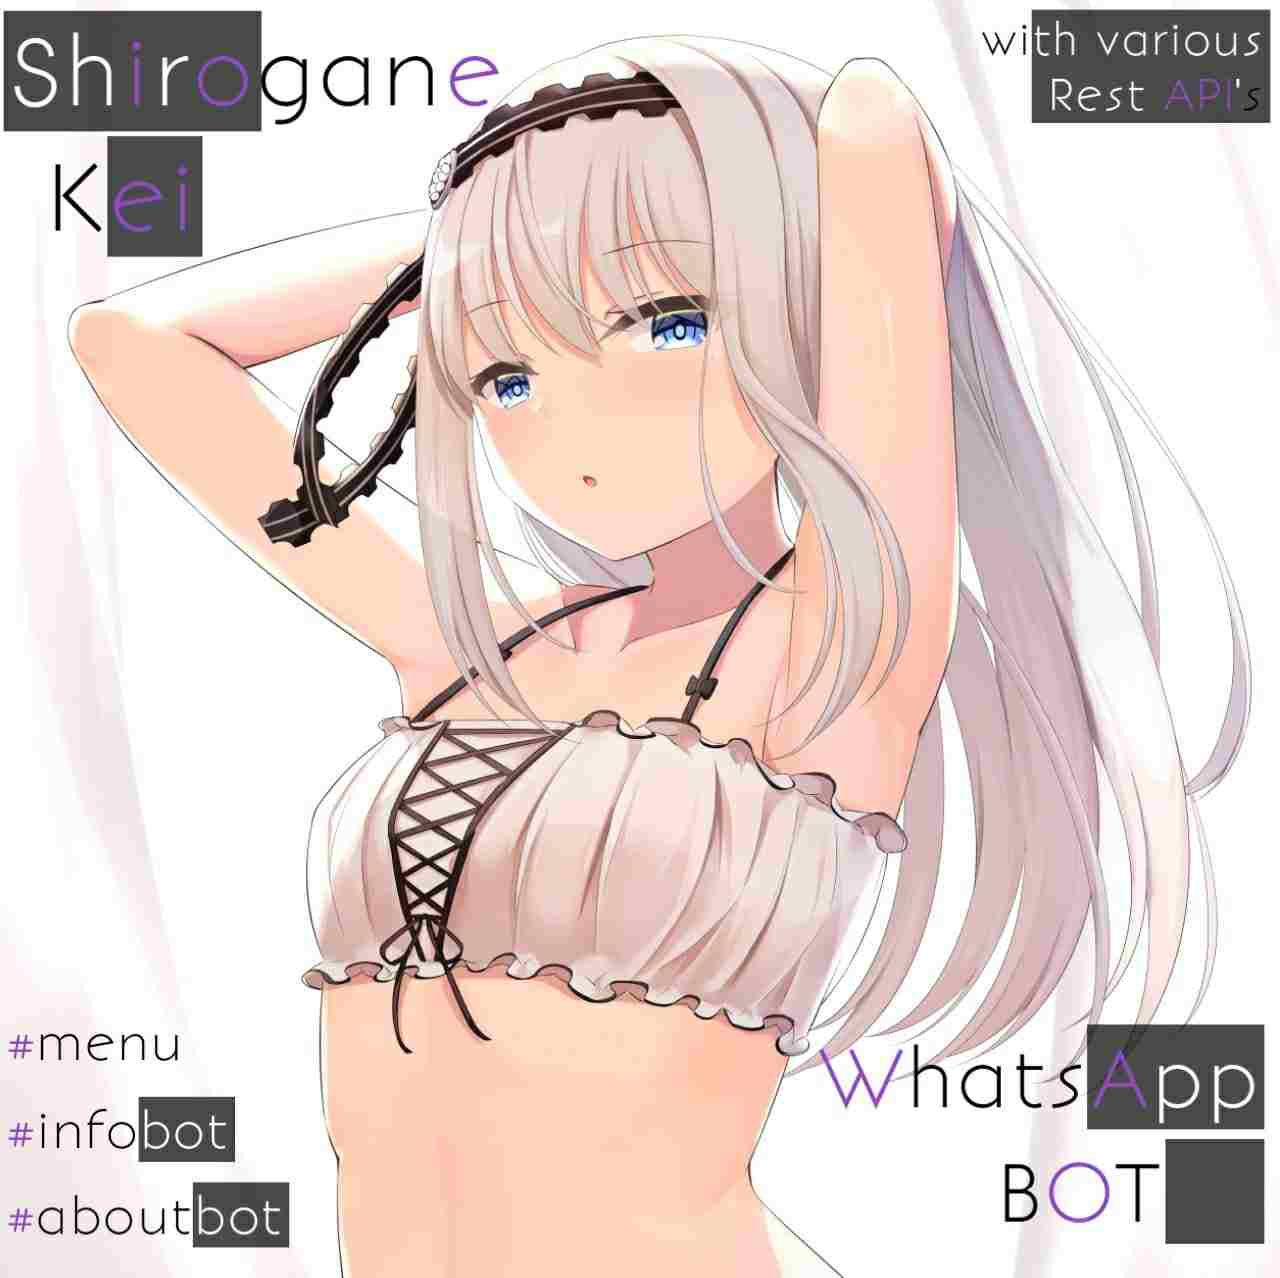 Shirogane
Kei
with various
Rest API's
#menu
#infobot
#aboutbot
WhatsApp
BOT